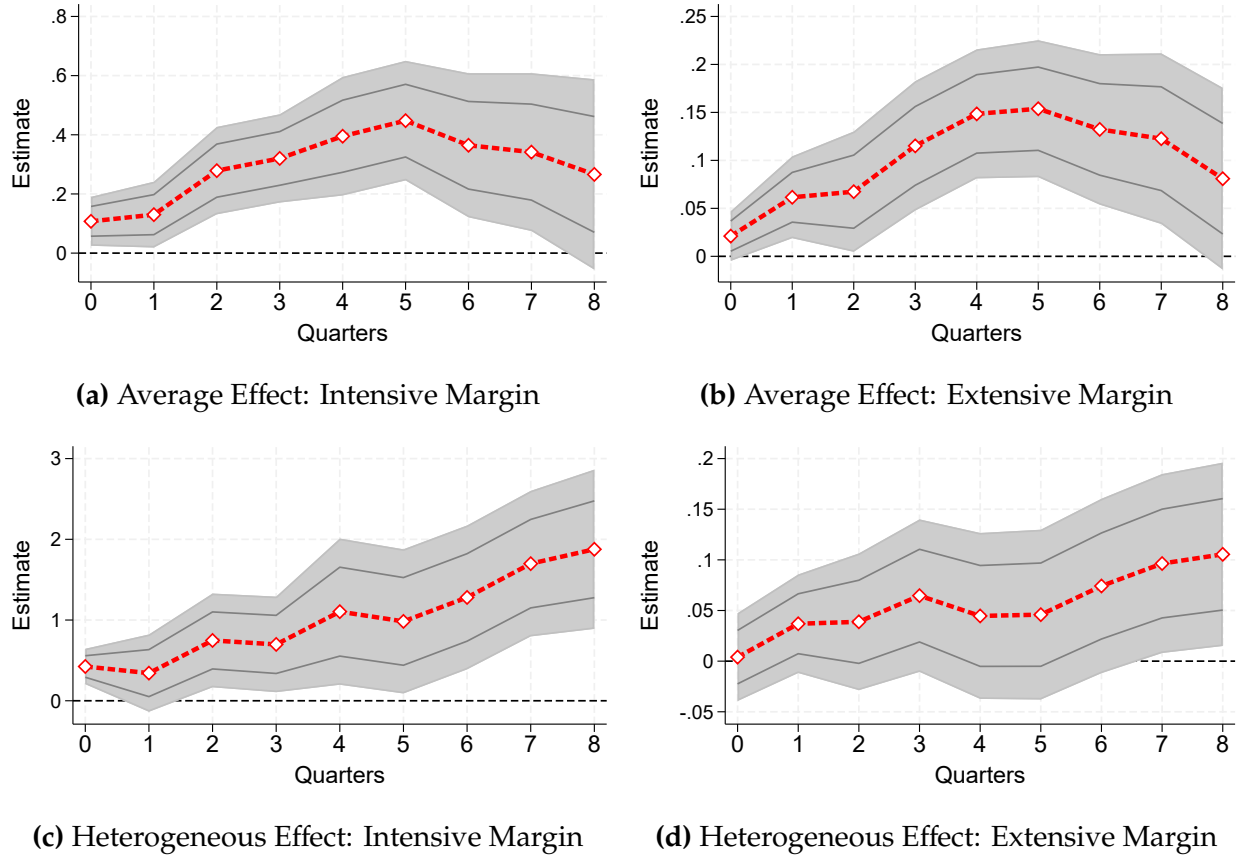 .8
.6
.4
.2
0
Estimate
0 1 2 3 4 5 6 7 8
Quarters
(a) Average Effect: Intensive Margin
.25
.2
.15
.1
.05
0
Estimate
0 1 2 3 4 5 6 7 8
Quarters
(b) Average Effect: Extensive Margin
3
2
1
0
Estimate
0 1 2 3 4 5 6 7 8
Quarters
(c) Heterogeneous Effect: Intensive Margin
.2
.15
.1
.05
0
-.05
Estimate
0 1 2 3 4 5 6 7 8
Quarters
(d) Heterogeneous Effect: Extensive Margin